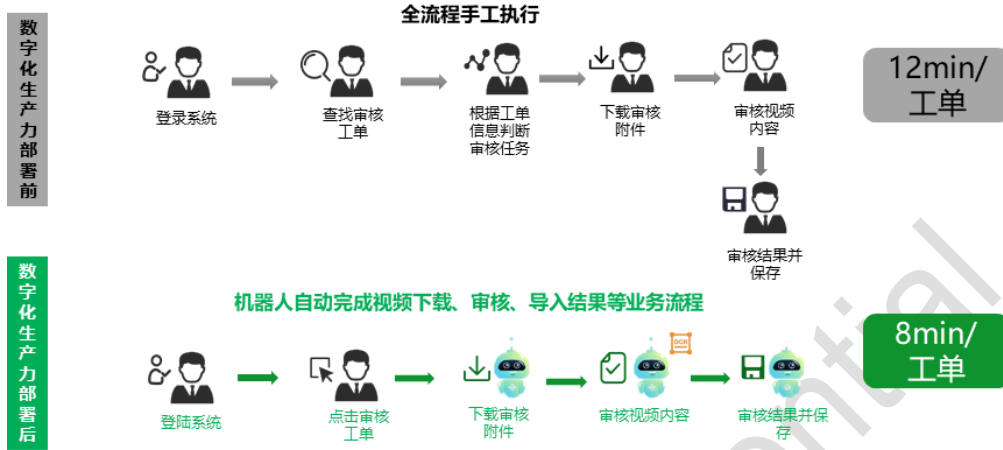 全流程手工执行
数字化生产力部署前
登录系统
查找审核
工单
根据工单
信息判断
审核任务
下载审核
附件
审核视频
内容
12min/
工单
审核结果并
保存
数字化生产力部署后
机器人自动完成视频下载、审核、导入结果等业务流程
OCR
登陆系统
点击审核
工单
下载审核
附件
审核视频内容
审核结果并保
存
8min/
工单